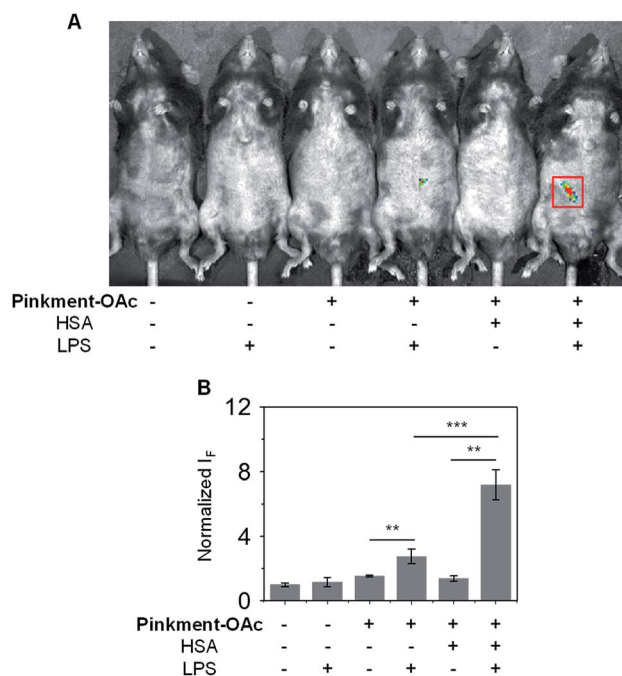 A
Pinkment-OAc - - + + + +
HSA - - - - + +
LPS - + - + - +
B
12
***
**
8
**
4
0
Normalized I_F
Pinkment-OAc - - + + + +
HSA - - - - + +
LPS - + - + - +